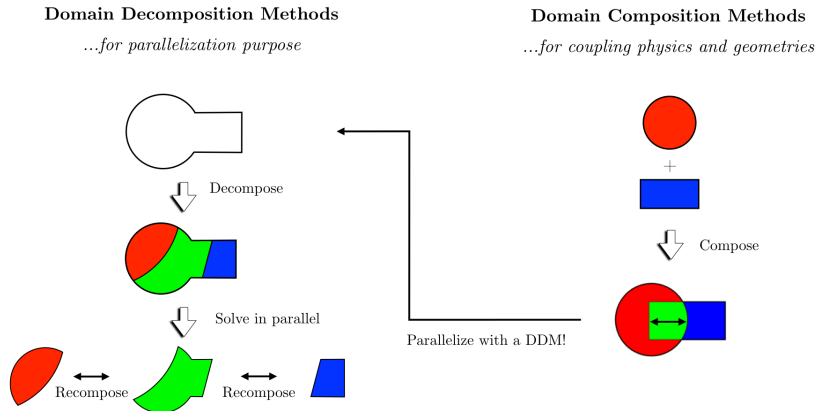 Domain Decomposition Methods
...for parallelization purpose
Decompose
Solve in parallel
Recompose
Recompose
Domain Composition Methods
...for coupling physics and geometries
+
Compose
Parallelize with a DDM!